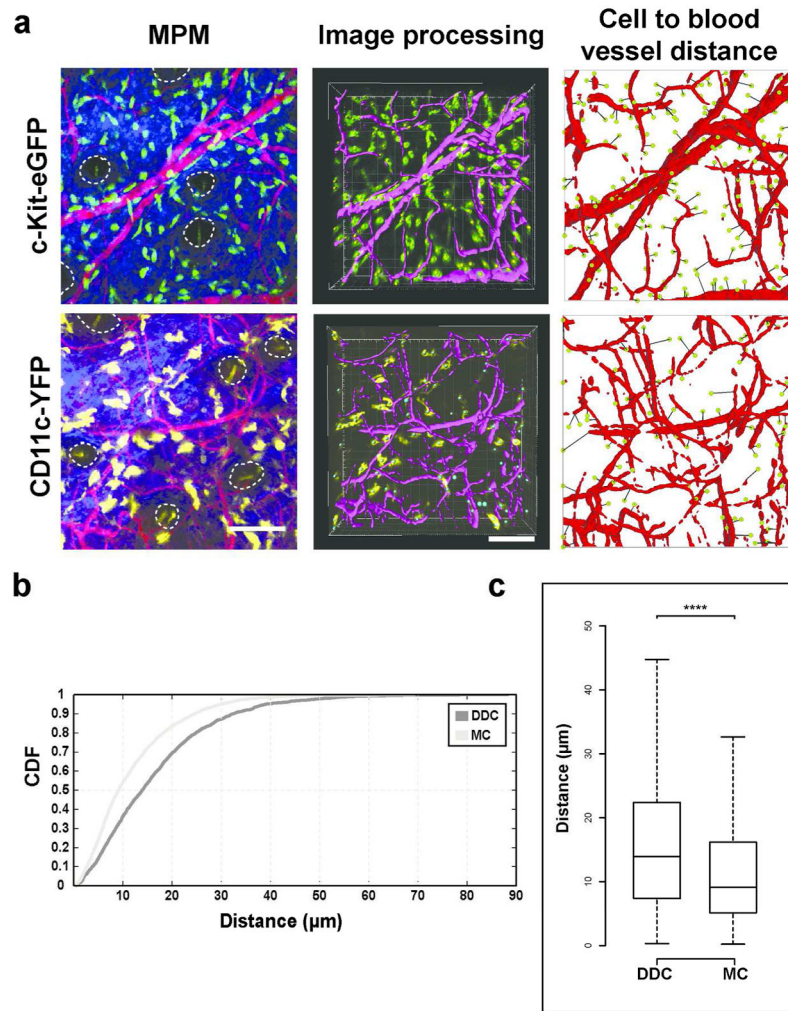 a
MPM
Image processing
Cell to blood
vessel distance
c-Kit-eGFP
CD11c-YFP
b
1
0.9
0.8
0.7
0.6
0.5
0.4
0.3
0.2
0.1
0
CDF
DDC
MC
10
20
30
40
50
60
70
80
90
Distance (µm)
c
****
50
40
30
20
10
0
Distance (µm)
DDC
MC